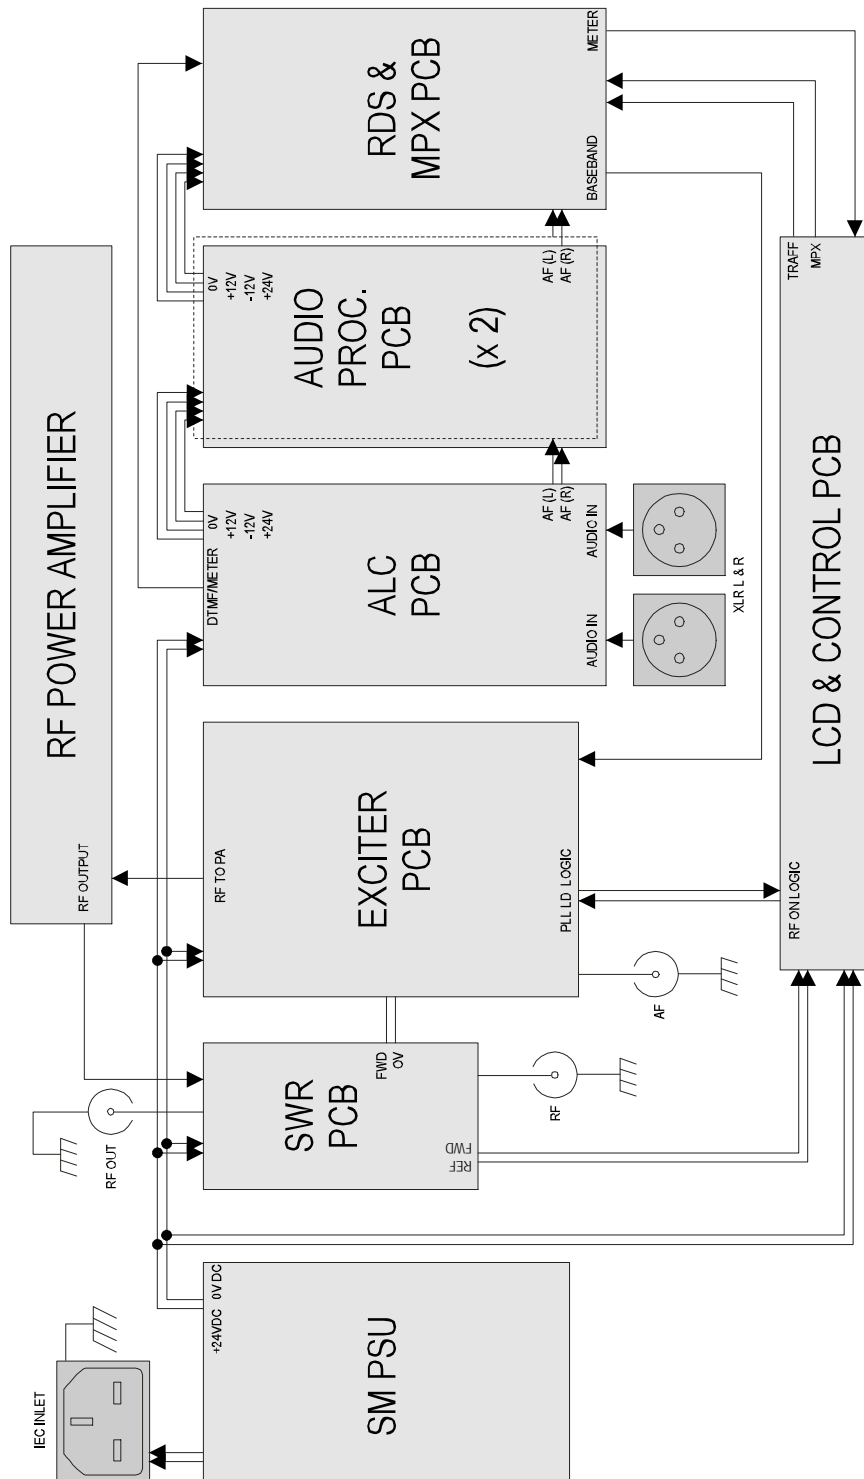 IEC INLET
SM PSU
+24VDC
0V DC
RF OUT
SWR
PCB
FWD
0V
REF
FWD
RF
RF POWER AMPLIFIER
RF OUTPUT
EXCITER
PCB
RF TO PA
PLL LD LOGIC
AF
ALC
PCB
DTMF/METER
0V
+12V
-12V
+24V
AF (L)
AF (R)
AUDIO IN
AUDIO IN
XLR L & R
AUDIO
PROC.
PCB
(x 2)
0V
+12V
-12V
+24V
AF (L)
AF (R)
RDS &
MPX PCB
BASEBAND
METER
LCD & CONTROL PCB
RF ON LOGIC
TRAFF
MPX